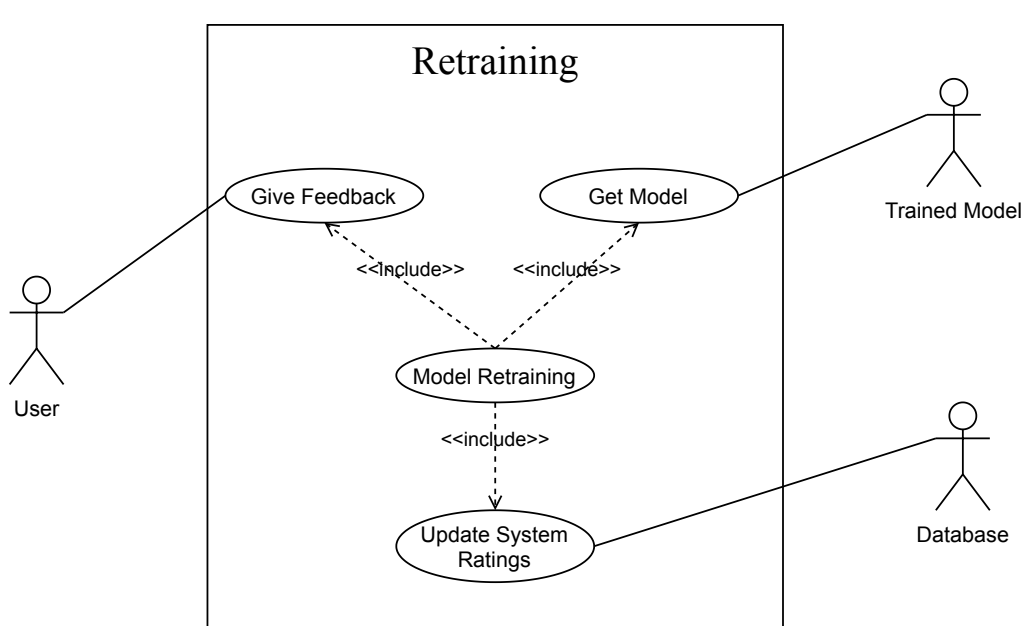 Retraining
Give Feedback
Get Model
Trained Model
<<include>>
<<include>>
User
Model Retraining
<<include>>
Update System
Ratings
Database